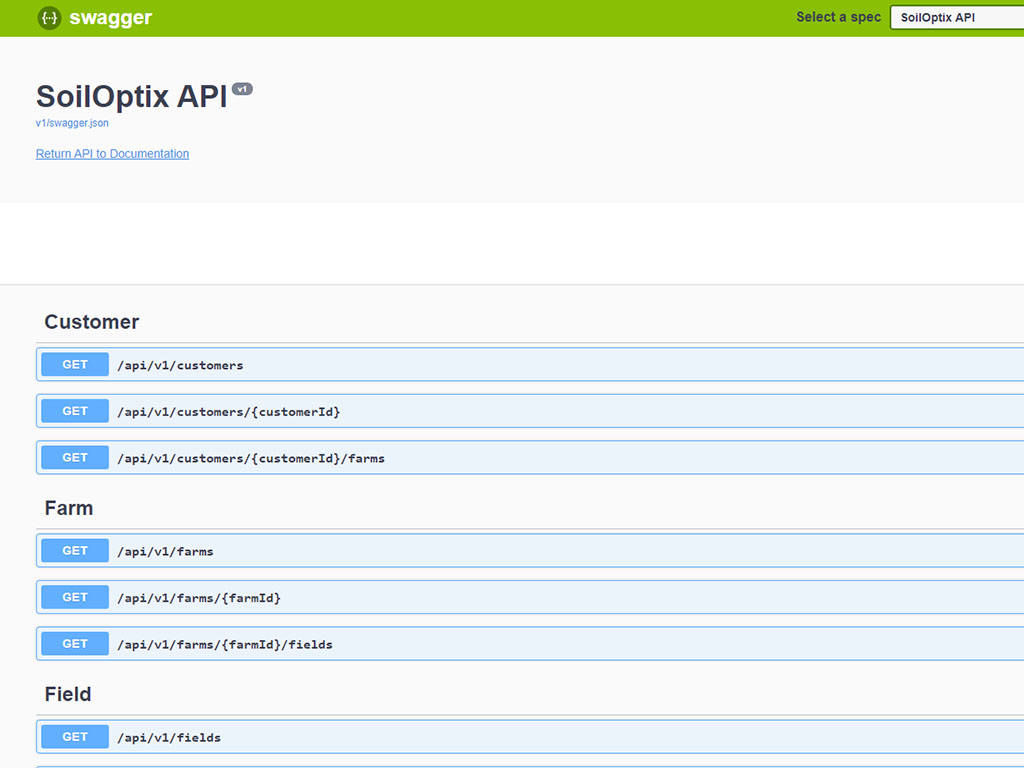 {···} swagger
Select a spec SoilOptix API
SoilOptix API v1
v1/swagger.json
Return API to Documentation
Customer
GET /api/v1/customers
GET /api/v1/customers/{customerId}
GET /api/v1/customers/{customerId}/farms
Farm
GET /api/v1/farms
GET /api/v1/farms/{farmId}
GET /api/v1/farms/{farmId}/fields
Field
GET /api/v1/fields